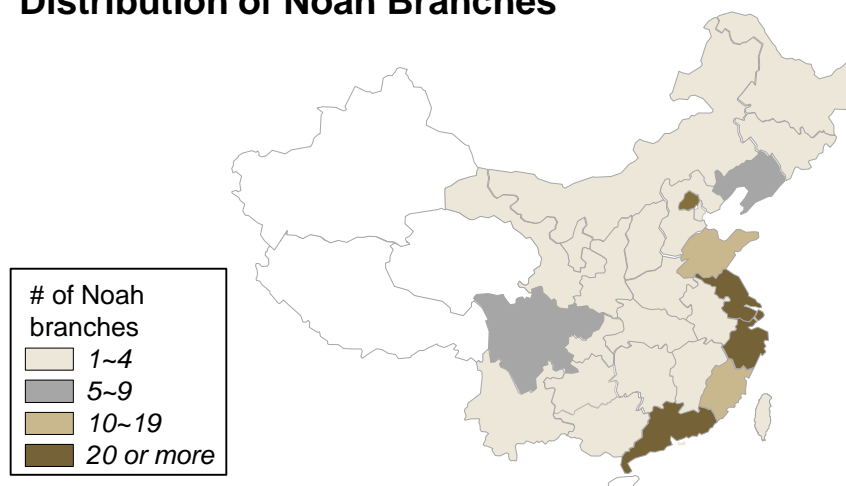 Distribution of Noah Branches
# of Noah
branches
1~4
5~9
10~19
20 or more